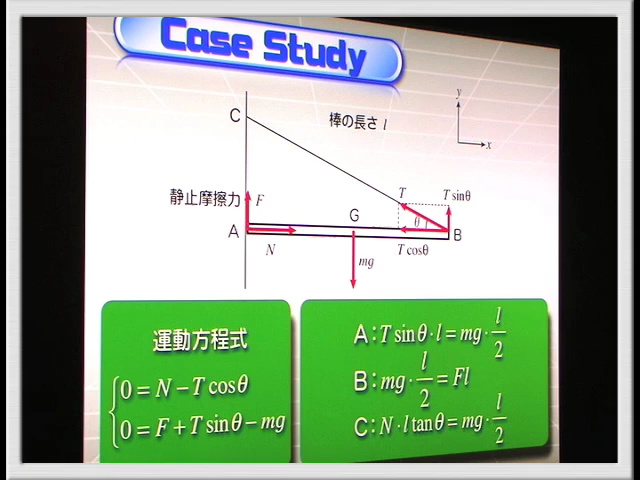 Case Study
C
棒の長さ l
y
x
静止摩擦力
F
T
T sinθ
A
G
θ
B
N
mg
T cosθ
運動方程式
0 = N − T cosθ
0 = F + T sinθ − mg
A：T sinθ・l = mg・l/2
B：mg・l/2 = Fl
C：N・l tanθ = mg・l/2